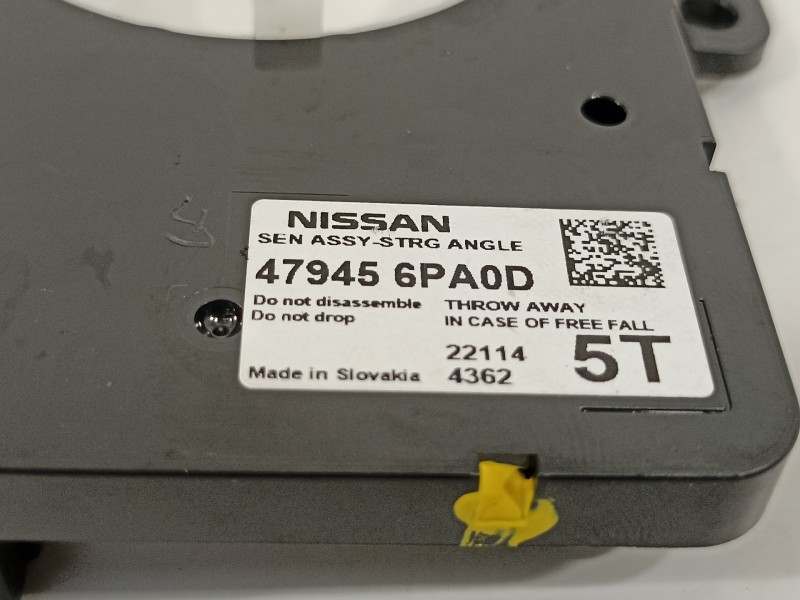 NISSAN
SEN ASSY-STRG ANGLE
47945 6PA0D
Do not disassemble
Do not drop
THROW AWAY
IN CASE OF FREE FALL
22114
4362
5T
Made in Slovakia